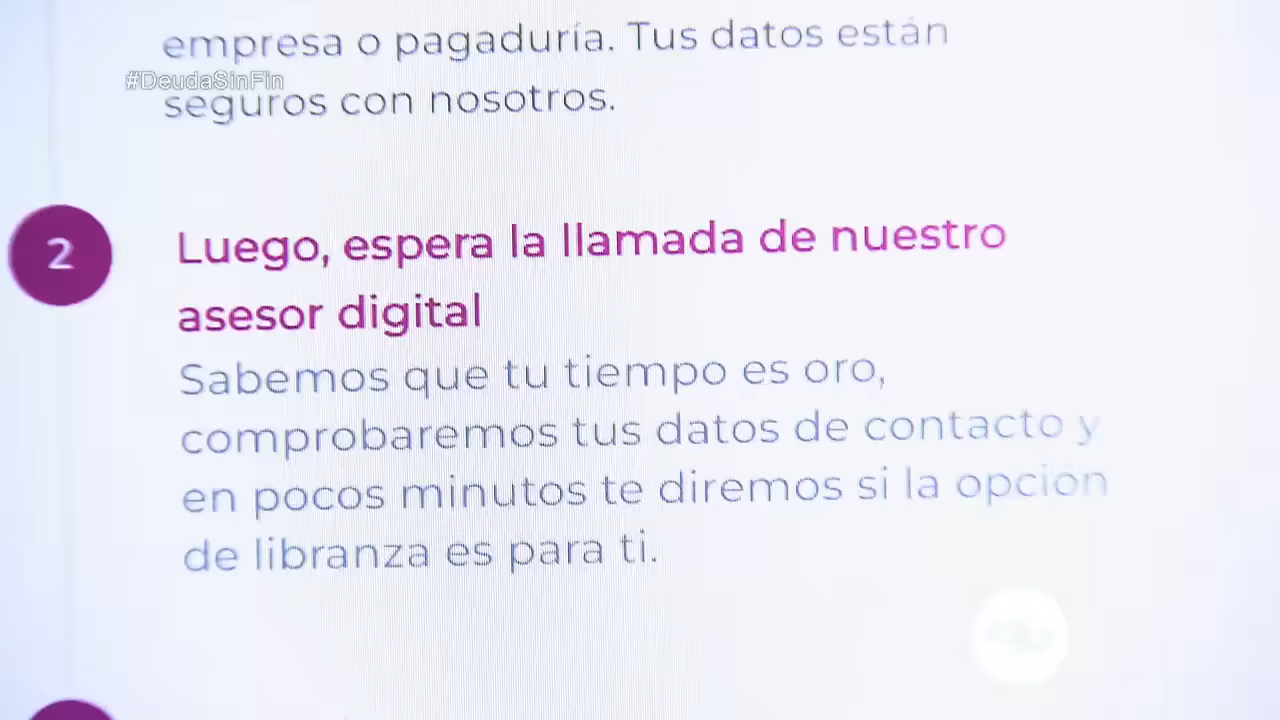 empresa o pagaduría. Tus datos están
#DeudaSinFin
seguros con nosotros.
2
Luego, espera la llamada de nuestro
asesor digital
Sabemos que tu tiempo es oro,
comprobaremos tus datos de contacto y
en pocos minutos te diremos si la opción
de libranza es para ti.